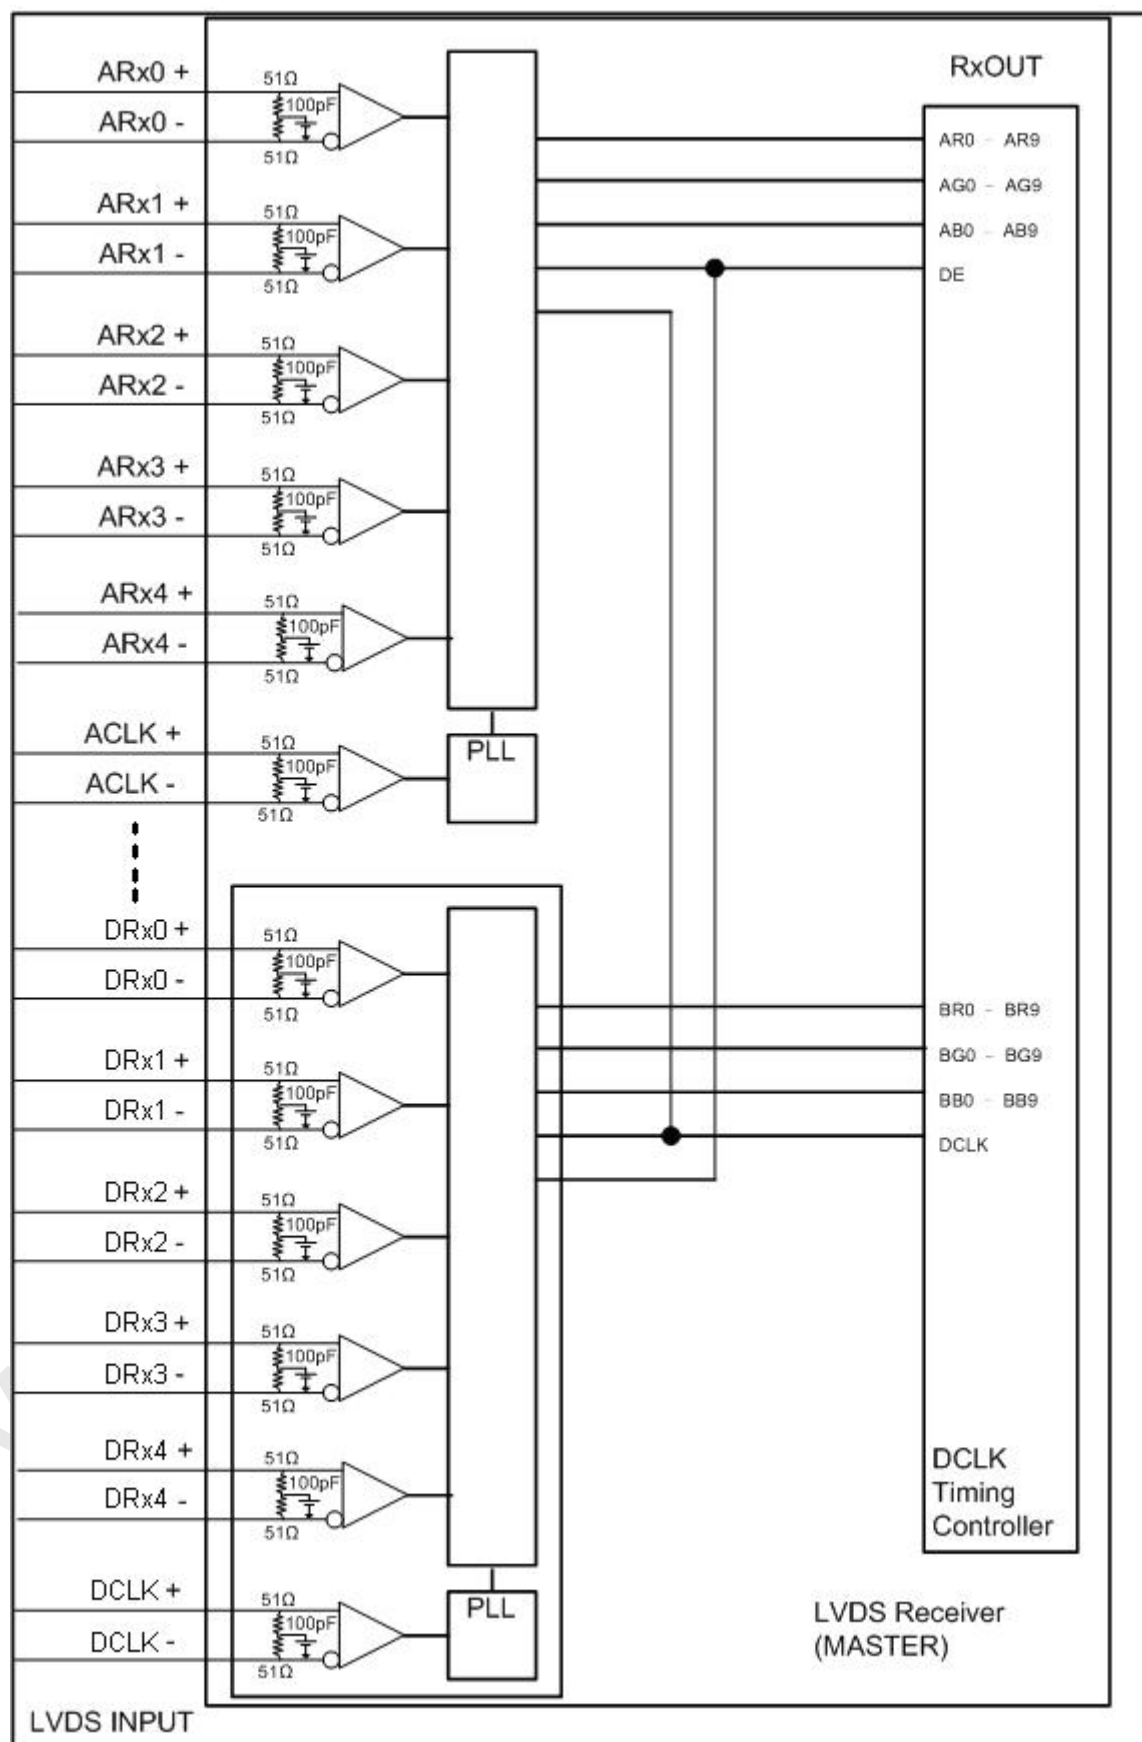 RxOUT
ARx0 +
51Ω
100pF
ARx0 -
51Ω
AR0 - AR9
AG0 - AG9
ARx1 +
51Ω
100pF
AB0 - AB9
ARx1 -
51Ω
DE
ARx2 +
51Ω
100pF
ARx2 -
51Ω
ARx3 +
51Ω
100pF
ARx3 -
51Ω
ARx4 +
51Ω
100pF
ARx4 -
51Ω
ACLK +
51Ω
PLL
100pF
ACLK -
51Ω
DRx0 +
51Ω
100pF
DRx0 -
51Ω
BR0 - BR9
BG0 - BG9
DRx1 +
51Ω
100pF
BB0 - BB9
DRx1 -
51Ω
DCLK
DRx2 +
51Ω
100pF
DRx2 -
51Ω
DRx3 +
51Ω
100pF
DRx3 -
51Ω
DRx4 +
51Ω
100pF
DRx4 -
51Ω
DCLK
Timing
Controller
DCLK +
51Ω
PLL
100pF
DCLK -
51Ω
LVDS Receiver
(MASTER)
LVDS INPUT